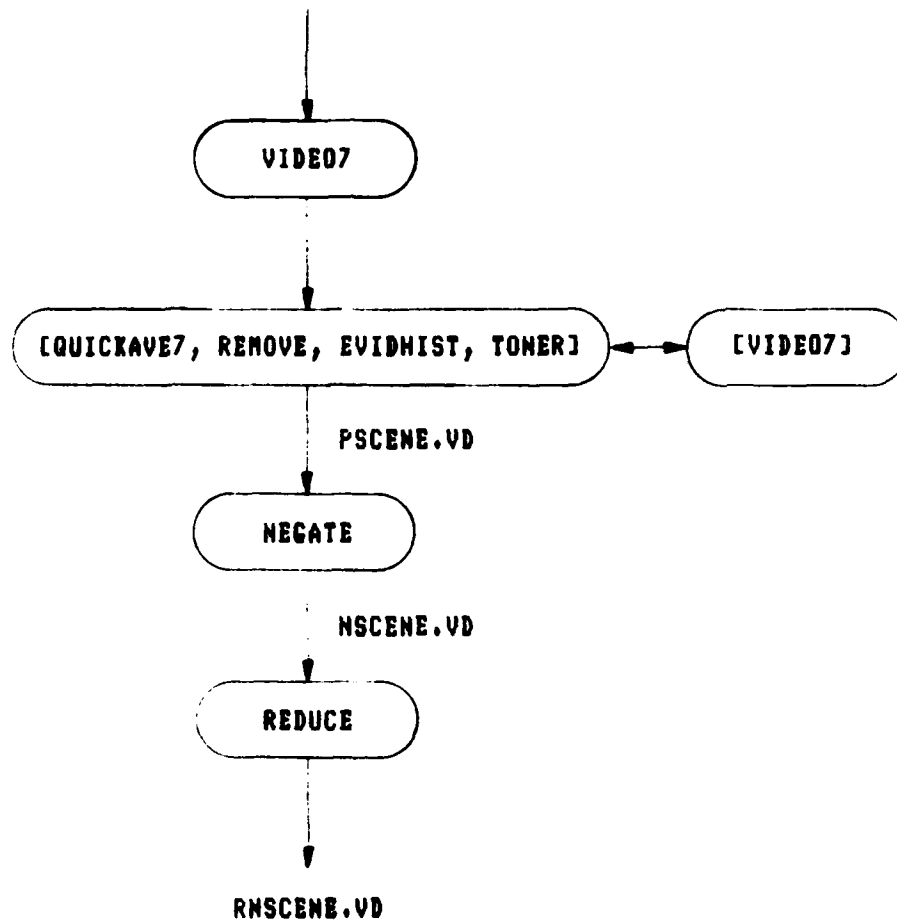 VIDEO7
[QUICKAVE7, REMOVE, EVIDHIST, TONER] [VIDEO7]
PSCENE.VD
NEGATE
NSCENE.VD
REDUCE
RNSCENE.VD